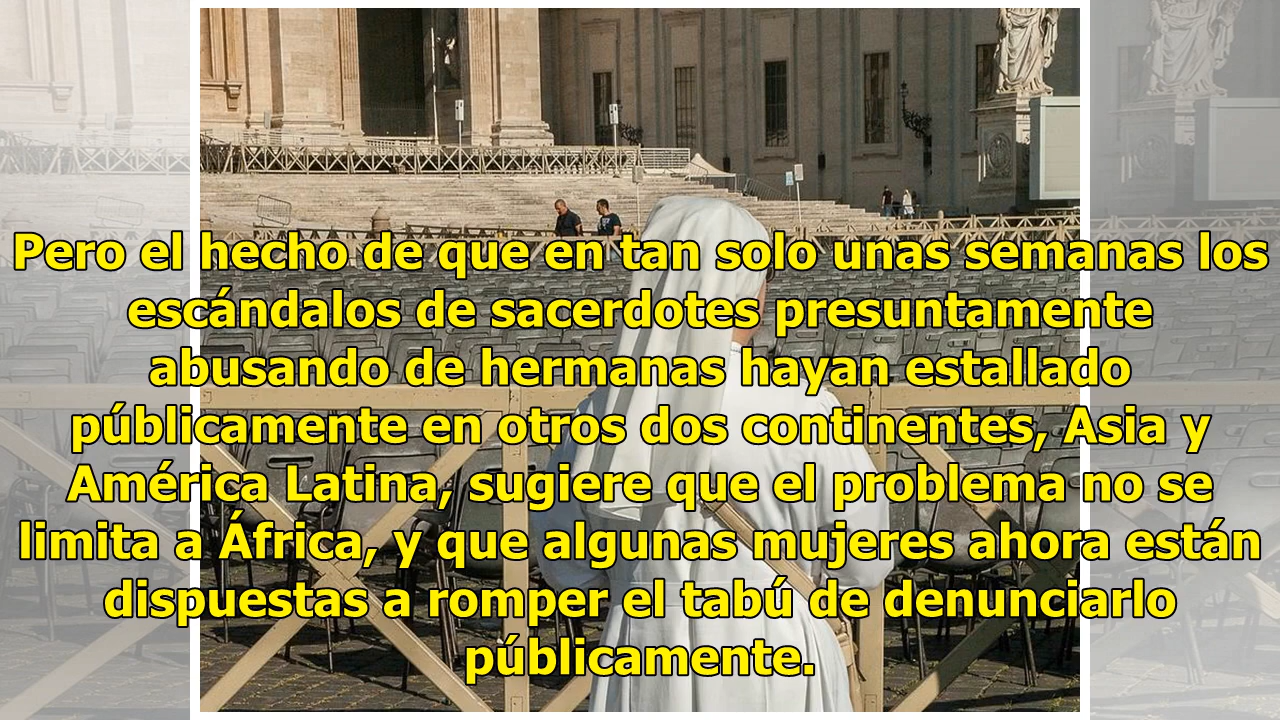 Pero el hecho de que en tan solo unas semanas los
escándalos de sacerdotes presuntamente
abusando de hermanas hayan estallado
públicamente en otros dos continentes, Asia y
América Latina, sugiere que el problema no se
limita a África, y que algunas mujeres ahora están
dispuestas a romper el tabú de denunciarlo
públicamente.